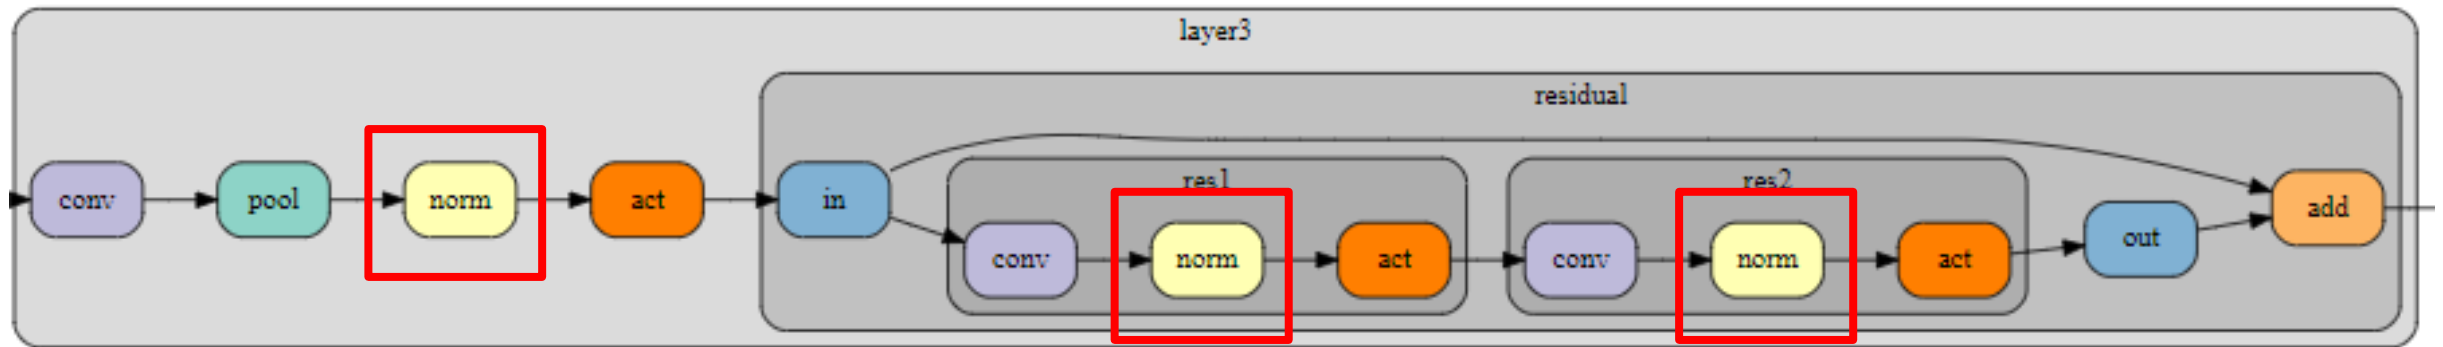 layer3
residual
conv
pool
norm
act
in
res1
conv
norm
act
res2
conv
norm
act
out
add